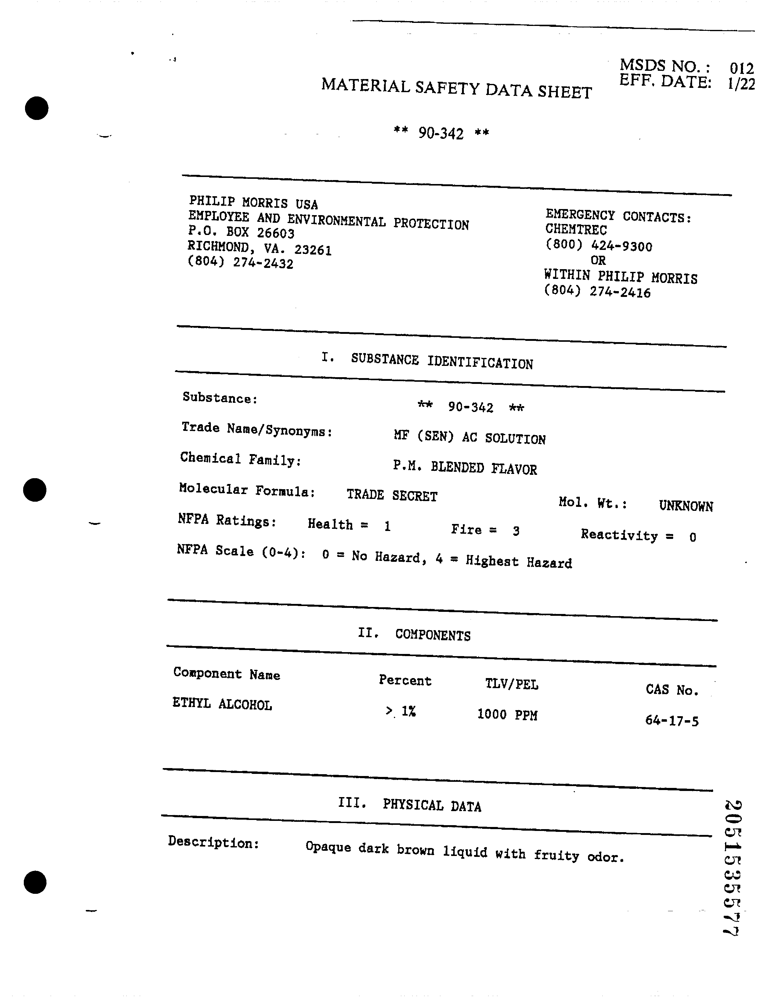 MSDS NO.: 012
EFF. DATE: 1/22
MATERIAL SAFETY DATA SHEET
** 90-342 **
PHILIP MORRIS USA
EMPLOYEE AND ENVIRONMENTAL PROTECTION
P.O. BOX 26603
RICHMOND, VA. 23261
(804) 274-2432
EMERGENCY CONTACTS:
CHEMTREC
(800) 424-9300
OR
WITHIN PHILIP MORRIS
(804) 274-2416
I. SUBSTANCE IDENTIFICATION
Substance: ** 90-342 **
Trade Name/Synonyms: MF (SEN) AC SOLUTION
Chemical Family: P.M. BLENDED FLAVOR
Molecular Formula: TRADE SECRET Mol. Wt.: UNKNOWN
NFPA Ratings: Health = 1 Fire = 3 Reactivity = 0
NFPA Scale (0-4): 0 = No Hazard, 4 = Highest Hazard
II. COMPONENTS
Component Name Percent TLV/PEL CAS No.
ETHYL ALCOHOL > 1% 1000 PPM 64-17-5
III. PHYSICAL DATA
Description: Opaque dark brown liquid with fruity odor.
2051535577